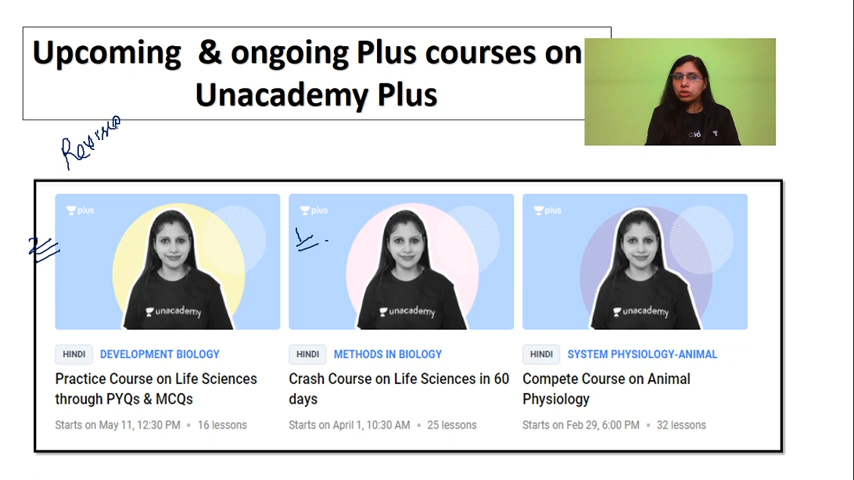 Upcoming & ongoing Plus courses on
Unacademy Plus
plus
unacademy
HINDI DEVELOPMENT BIOLOGY
Practice Course on Life Sciences
through PYQs & MCQs
Starts on May 11, 12:30 PM • 16 lessons
1
plus
unacademy
HINDI METHODS IN BIOLOGY
Crash Course on Life Sciences in 60
days
Starts on April 1, 10:30 AM • 25 lessons
plus
unacademy
HINDI SYSTEM PHYSIOLOGY-ANIMAL
Compete Course on Animal
Physiology
Starts on Feb 29, 6:00 PM • 32 lessons